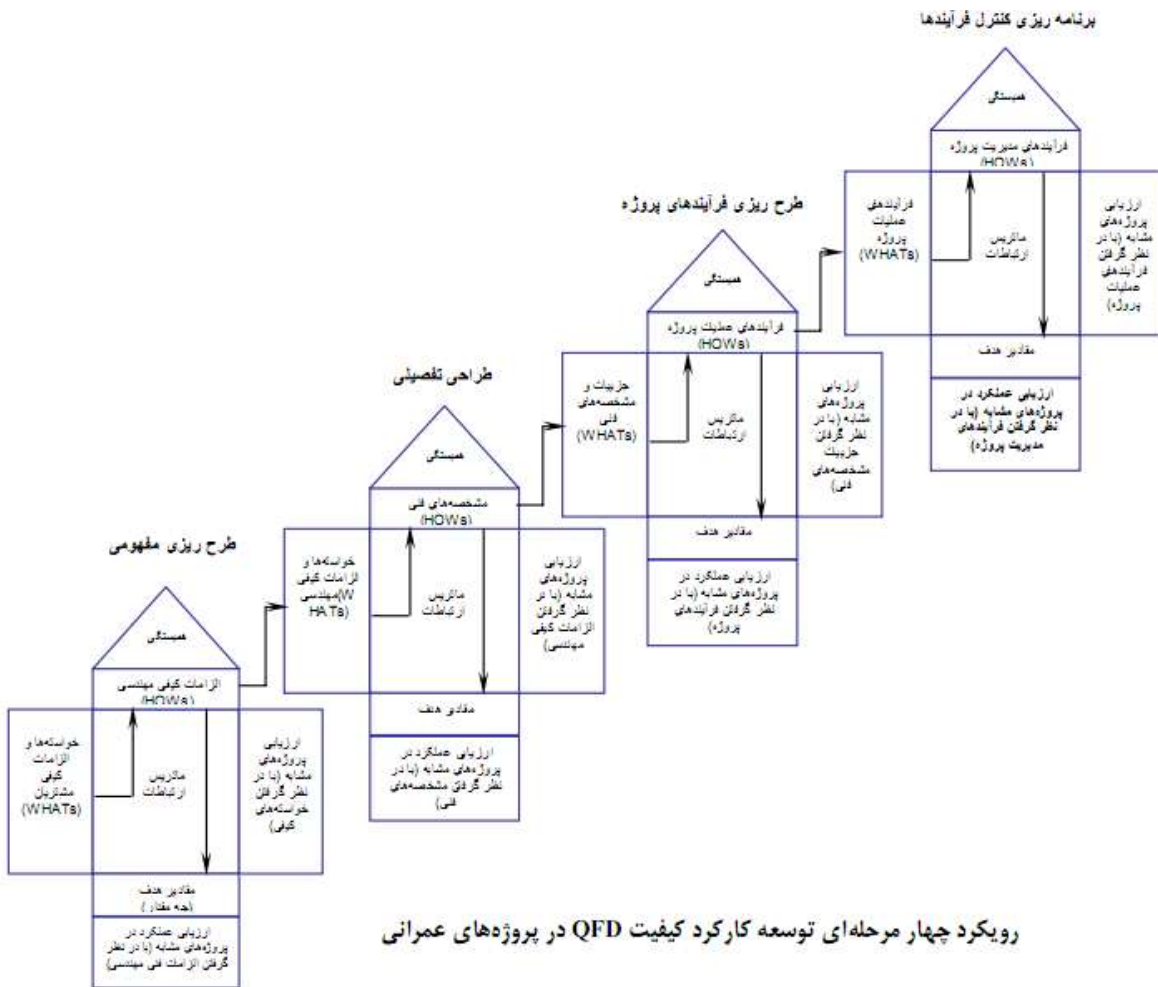 برنامه ریزی کنترل فرآیندها
همبستگی
فرآیندهای مدیریت پروژه
(HOWs)
فرآیندهای
عملیات
پروژه
(WHATs)
ماتریس
ارتباطات
ارزیابی
پروژه‌های
مشابه (با در
نظر گرفتن
فرآیندهای
عملیات
پروژه)
مقادیر هدف
ارزیابی عملکرد در
پروژه‌های مشابه (با در
نظر گرفتن فرآیندهای
مدیریت پروژه)
طرح ریزی فرآیندهای پروژه
همبستگی
فرآیندهای عملیات پروژه
(HOWs)
جزییات و
مشخصه‌های
فنی
(WHATs)
ماتریس
ارتباطات
ارزیابی
پروژه‌های
مشابه (با در
نظر گرفتن
جزییات
مشخصه‌های
فنی)
مقادیر هدف
ارزیابی عملکرد در
پروژه‌های مشابه (با در
نظر گرفتن فرآیندهای
پروژه)
طراحی تفصیلی
همبستگی
مشخصه‌های فنی
(HOWs)
خواسته‌ها و
الزامات کیفی
مهندسی(W
HATs)
ماتریس
ارتباطات
ارزیابی
پروژه‌های
مشابه (با در
نظر گرفتن
الزامات کیفی
مهندسی)
مقادیر هدف
ارزیابی عملکرد در
پروژه‌های مشابه (با در
نظر گرفتن مشخصه‌های
فنی)
طرح ریزی مفهومی
همبستگی
الزامات کیفی مهندسی
(HOWs)
خواسته‌ها و
الزامات
کیفی
مشتریان
(WHATs)
ماتریس
ارتباطات
ارزیابی
پروژه‌های
مشابه (با در
نظر گرفتن
خواسته‌های
کیفی)
مقادیر هدف
(چه مقدار)
ارزیابی عملکرد در
پروژه‌های مشابه (با در نظر
گرفتن الزامات فنی مهندسی)
رویکرد چهار مرحله‌ای توسعه کارکرد کیفیت QFD در پروژه‌های عمرانی